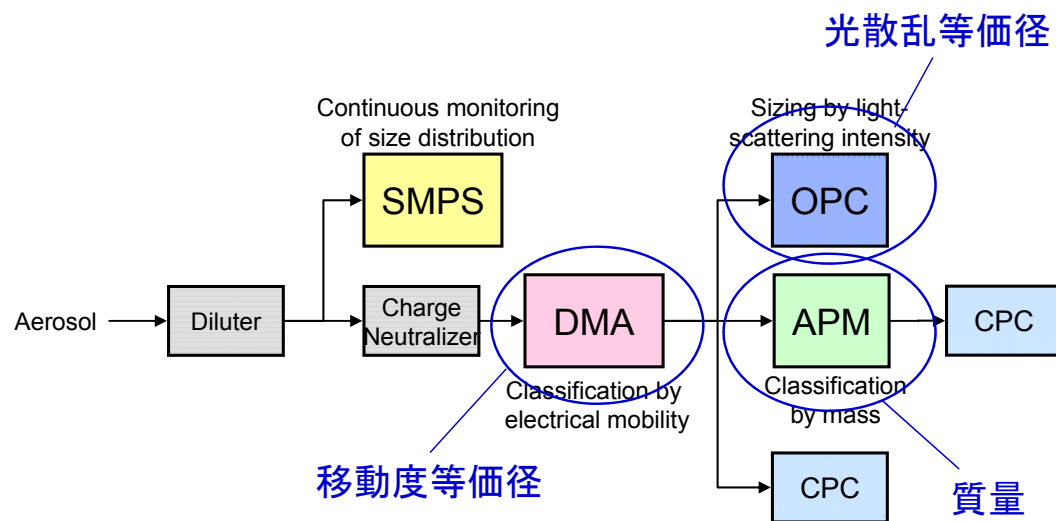 光散乱等価径
Continuous monitoring
of size distribution
Sizing by light-
scattering intensity
SMPS
OPC
Aerosol
Diluter
Charge
Neutralizer
DMA
APM
CPC
Classification by
electrical mobility
Classification
by mass
移動度等価径
CPC
質量